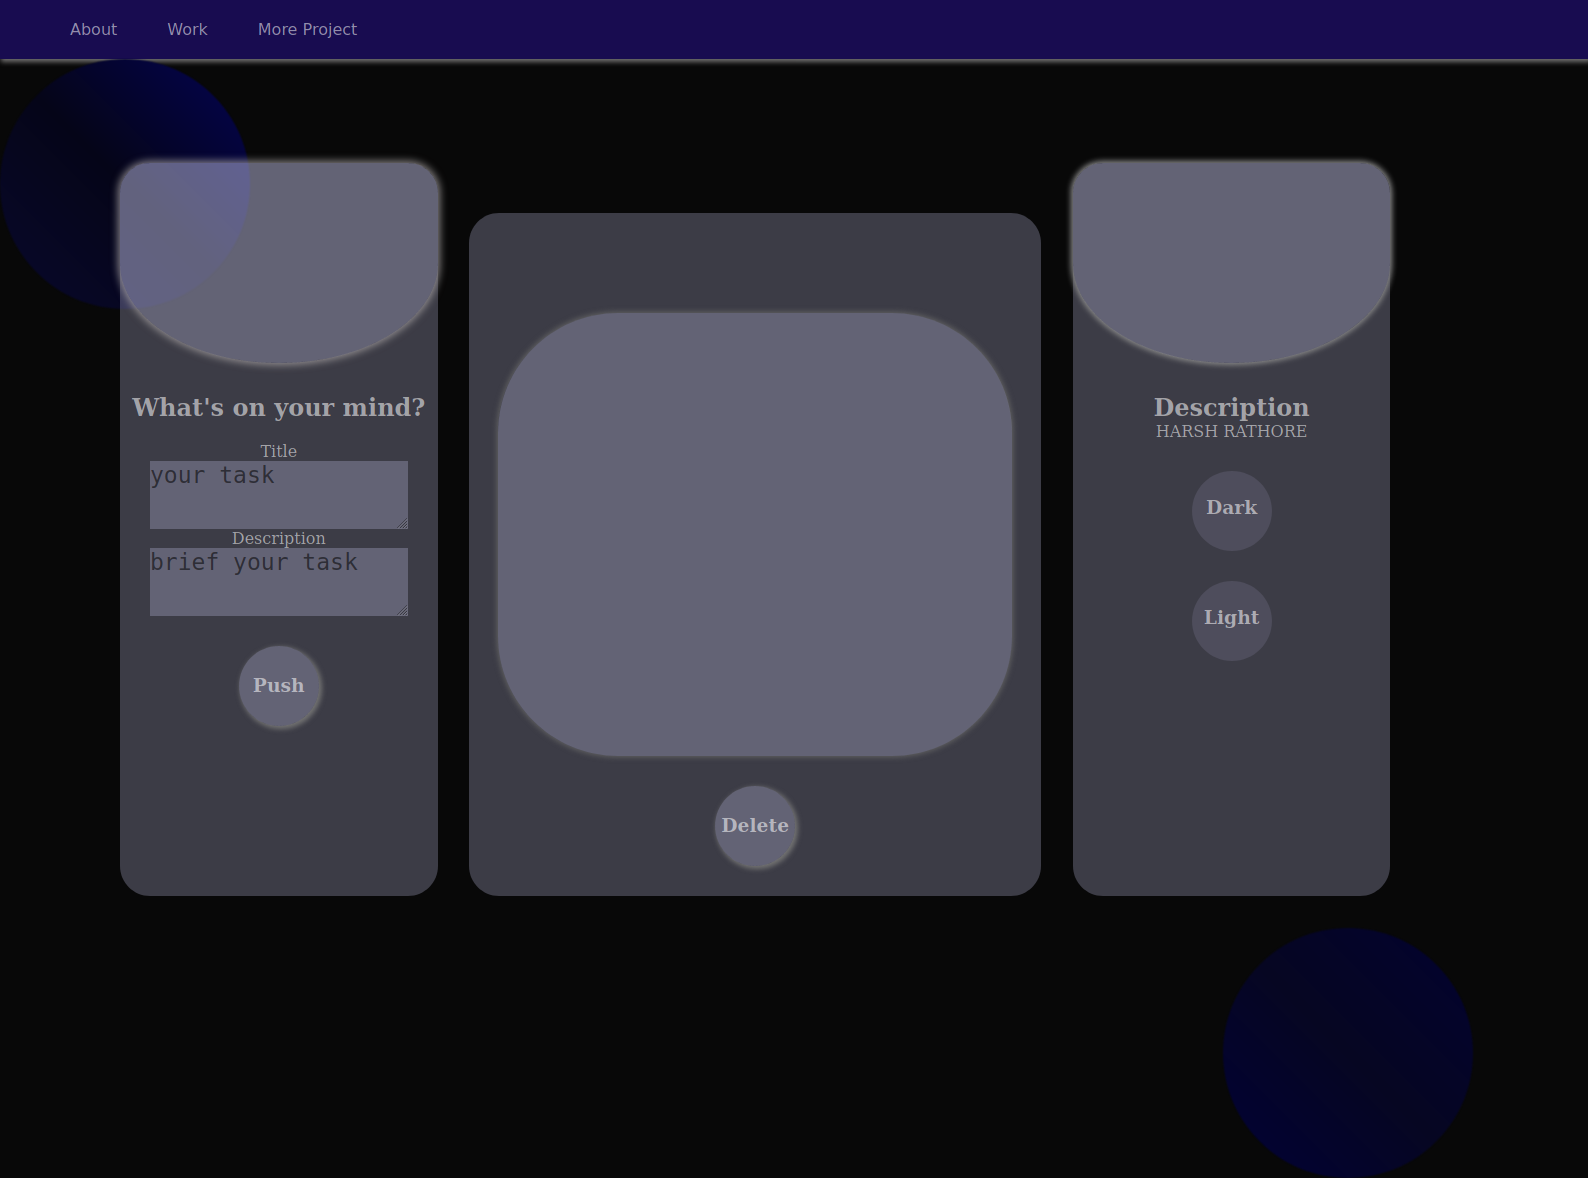 About Work More Project
What's on your mind?
Title
your task
Description
brief your task
Push
Delete
Description
HARSH RATHORE
Dark
Light